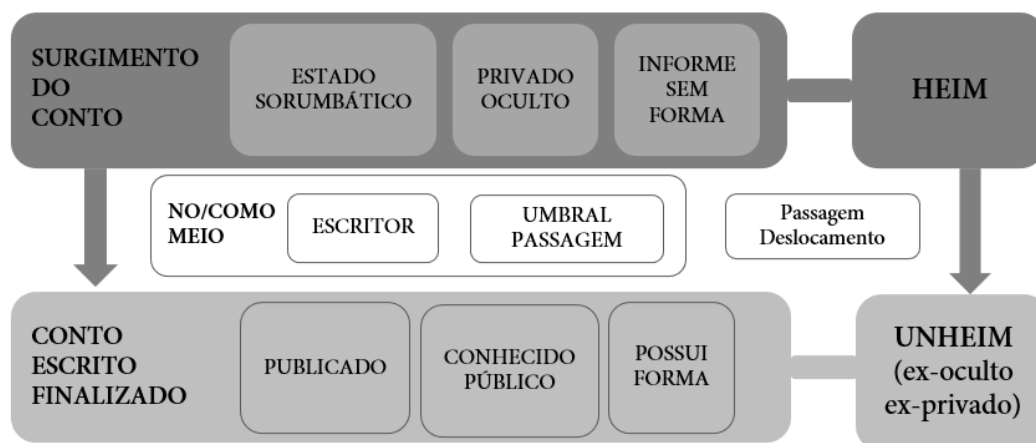 SURGIMENTO
DO
CONTO
ESTADO
SORUMBÁTICO
PRIVADO
OCULTO
INFORME
SEM
FORMA
HEIM
NO/COMO
MEIO
ESCRITOR
UMBRAL
PASSAGEM
Passagem
Deslocamento
CONTO
ESCRITO
FINALIZADO
PUBLICADO
CONHECIDO
PÚBLICO
POSSUI
FORMA
UNHEIM
(ex-oculto
ex-privado)